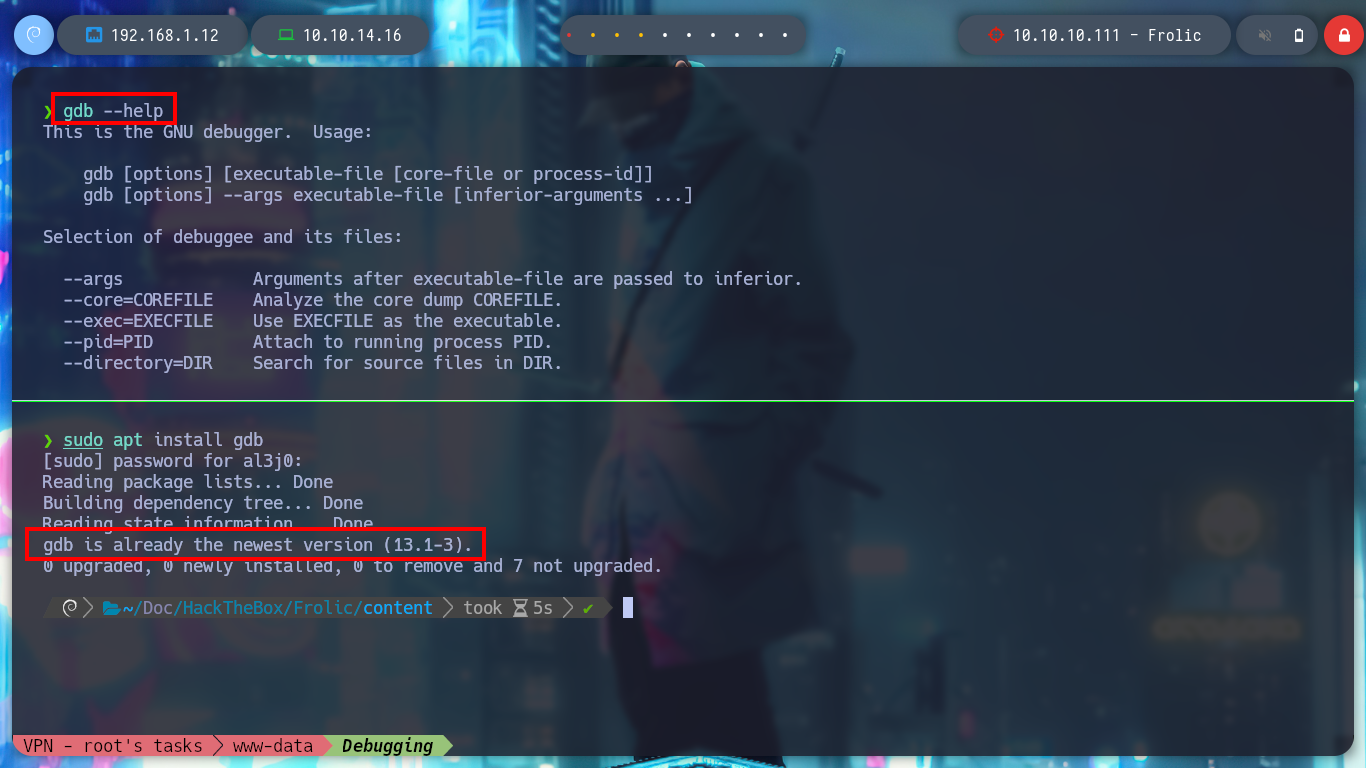 192.168.1.12
10.10.14.16
10.10.10.111 - Frolic
❯ gdb --help
This is the GNU debugger.  Usage:
gdb [options] [executable-file [core-file or process-id]]
gdb [options] --args executable-file [inferior-arguments ...]
Selection of debuggee and its files:
--args             Arguments after executable-file are passed to inferior.
--core=COREFILE    Analyze the core dump COREFILE.
--exec=EXECFILE    Use EXECFILE as the executable.
--pid=PID          Attach to running process PID.
--directory=DIR    Search for source files in DIR.
❯ sudo apt install gdb
[sudo] password for al3j0:
Reading package lists... Done
Building dependency tree... Done
Reading state information... Done
gdb is already the newest version (13.1-3).
0 upgraded, 0 newly installed, 0 to remove and 7 not upgraded.
~/Doc/HackTheBox/Frolic/content took 5s ✔
VPN - root's tasks www-data Debugging